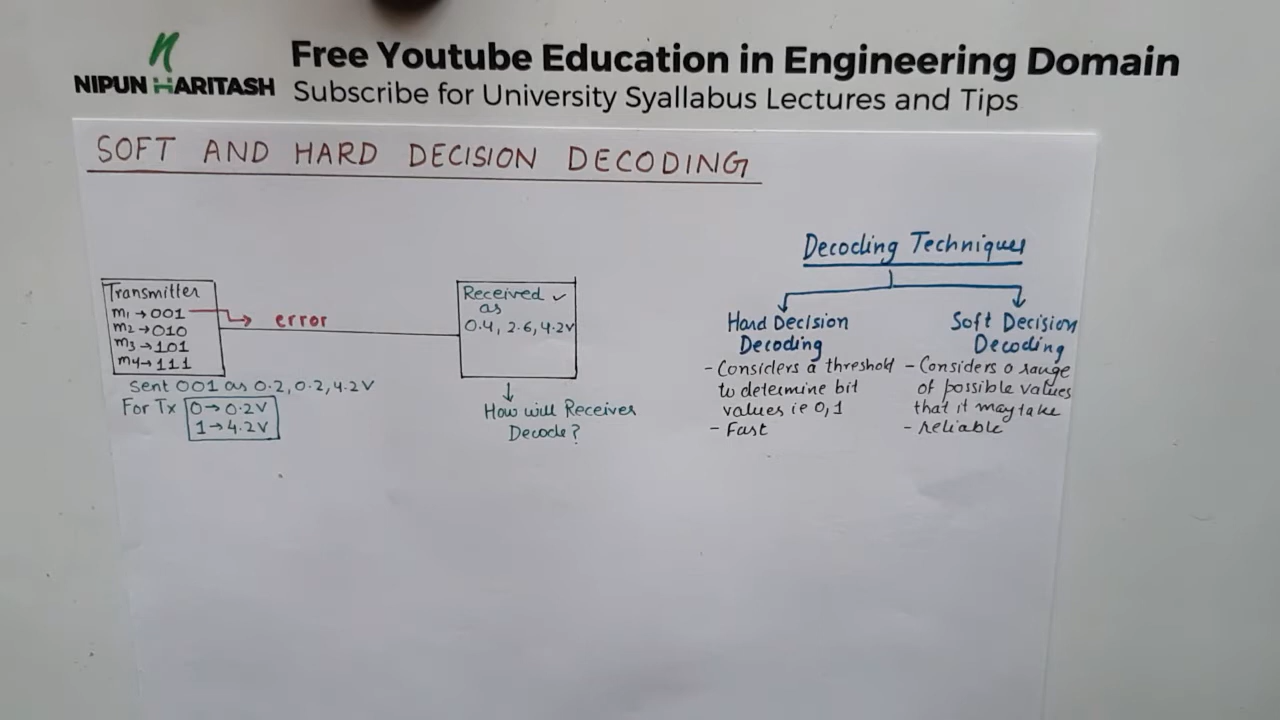 NIPUN HARITASH
Free Youtube Education in Engineering Domain
Subscribe for University Syallabus Lectures and Tips
SOFT AND HARD DECISION DECODING
Transmitter
m1 → 001
m2 → 010
m3 → 101
m4 → 111
error
Sent 001 as 0.2, 0.2, 4.2V
For Tx
0 → 0.2V
1 → 4.2V
Received ✓
as
0.4, 2.6, 4.2V
How will Receiver
Decode?
Decoding Techniques
Hard Decision
Decoding
- Considers a threshold
to determine bit
values ie 0, 1
- Fast
Soft Decision
Decoding
- Considers a range
of possible values
that it may take
- reliable